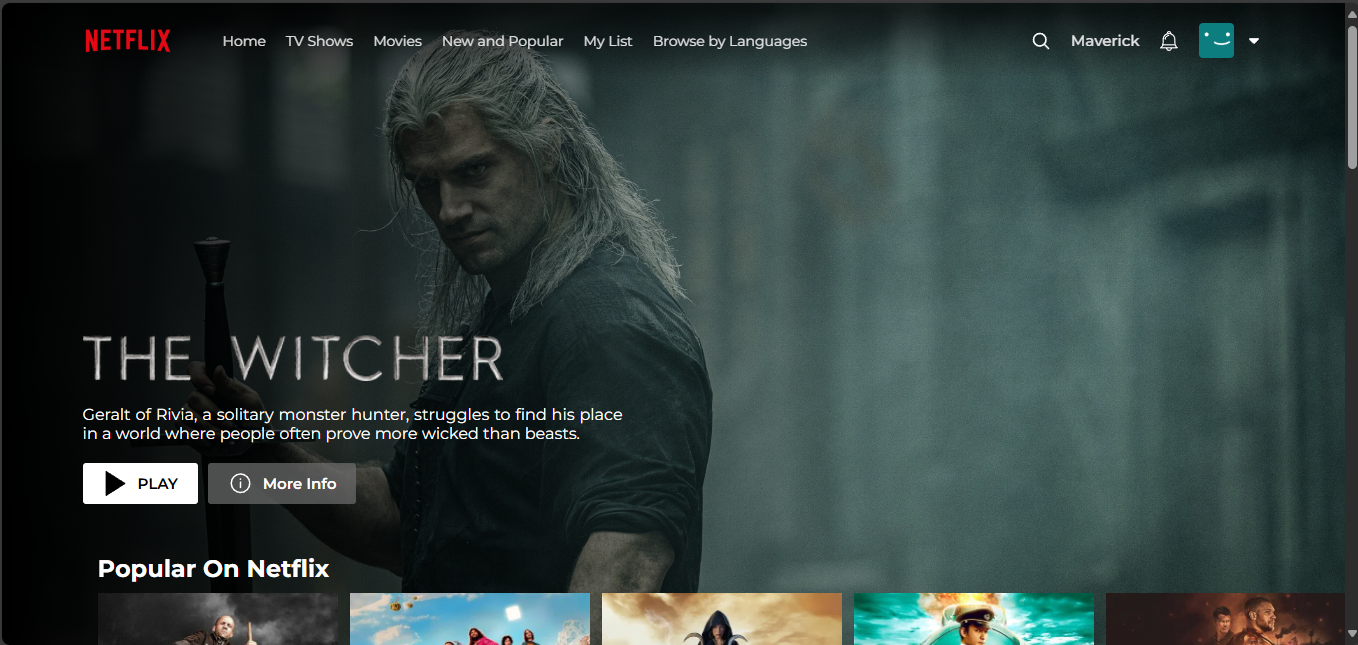 NETFLIX Home TV Shows Movies New and Popular My List Browse by Languages Maverick
THE WITCHER
Geralt of Rivia, a solitary monster hunter, struggles to find his place
in a world where people often prove more wicked than beasts.
PLAY More Info
Popular On Netflix